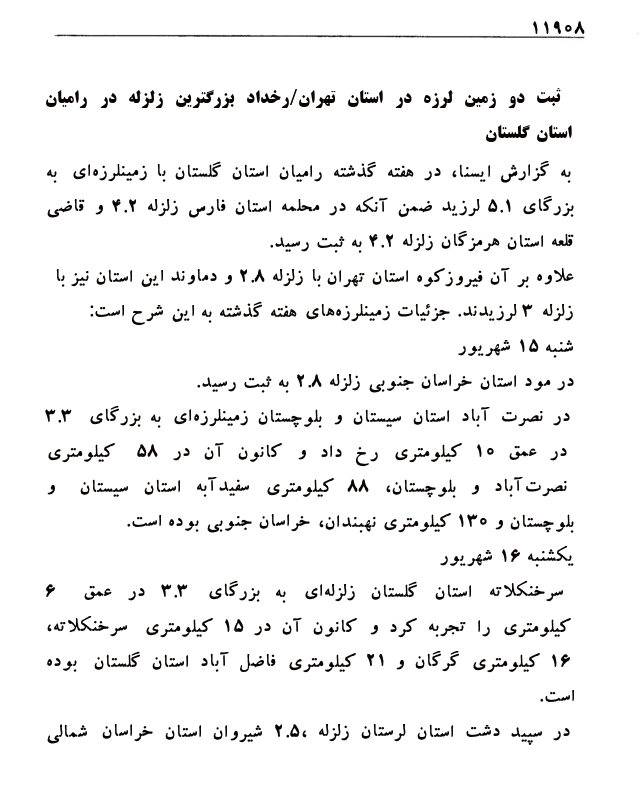 ۱۱۹۰۸
ثبت دو زمین لرزه در استان تهران/رخداد بزرگترین زلزله در رامیان
استان گلستان
به گزارش ایسنا، در هفته گذشته رامیان استان گلستان با زمینلرزه‌ای به
بزرگای ۵.۱ لرزید ضمن آنکه در محلمه استان فارس زلزله ۴.۲ و قاضی
قلعه استان هرمزگان زلزله ۴.۲ به ثبت رسید.
علاوه بر آن فیروزکوه استان تهران با زلزله ۲.۸ و دماوند این استان نیز با
زلزله ۳ لرزیدند. جزئیات زمینلرزه‌های هفته گذشته به این شرح است:
شنبه ۱۵ شهریور
در مود استان خراسان جنوبی زلزله ۲.۸ به ثبت رسید.
در نصرت آباد استان سیستان و بلوچستان زمینلرزه‌ای به بزرگای ۳.۳
در عمق ۱۰ کیلومتری رخ داد و کانون آن در ۵۸ کیلومتری
نصرت‌آباد و بلوچستان، ۸۸ کیلومتری سفیدآبه استان سیستان و
بلوچستان و ۱۳۰ کیلومتری نهبندان، خراسان جنوبی بوده است.
یکشنبه ۱۶ شهریور
سرخنکلاته استان گلستان زلزله‌ای به بزرگای ۳.۳ در عمق ۶
کیلومتری را تجربه کرد و کانون آن در ۱۵ کیلومتری سرخنکلاته،
۱۶ کیلومتری گرگان و ۲۱ کیلومتری فاضل آباد استان گلستان بوده
است.
در سپید دشت استان لرستان زلزله ۲.۵، شیروان استان خراسان شمالی